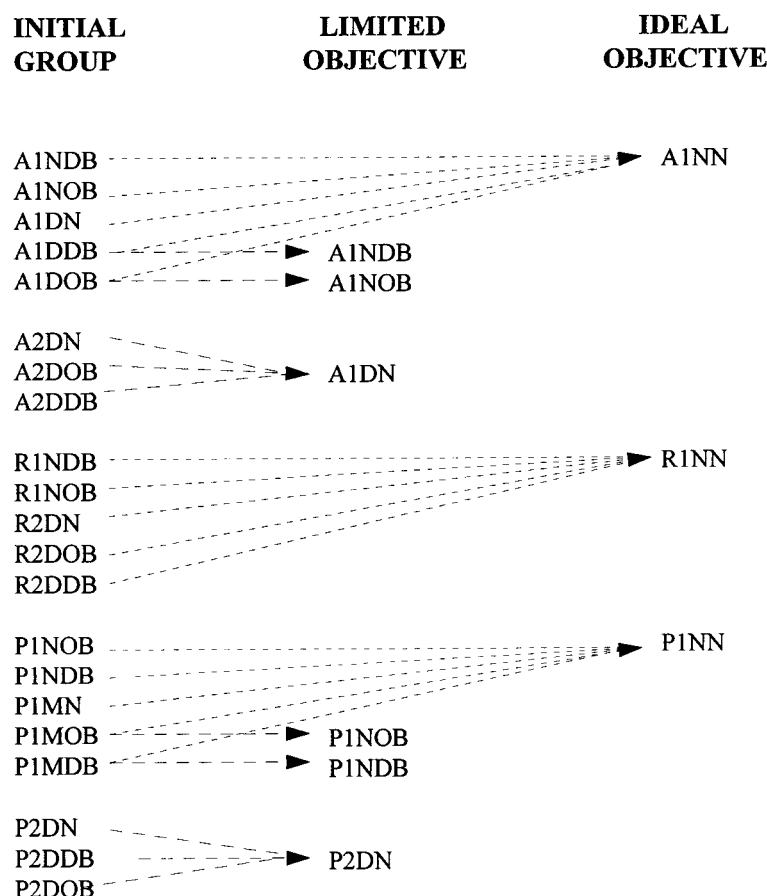 INITIAL LIMITED IDEAL
GROUP OBJECTIVE OBJECTIVE
A1NDB A1NN
A1NOB
A1DN
A1DDB A1NDB
A1DOB A1NOB
A2DN
A2DOB A1DN
A2DDB
R1NDB R1NN
R1NOB
R2DN
R2DOB
R2DDB
P1NOB P1NN
P1NDB
P1MN
P1MOB P1NOB
P1MDB P1NDB
P2DN
P2DDB P2DN
P2DOB